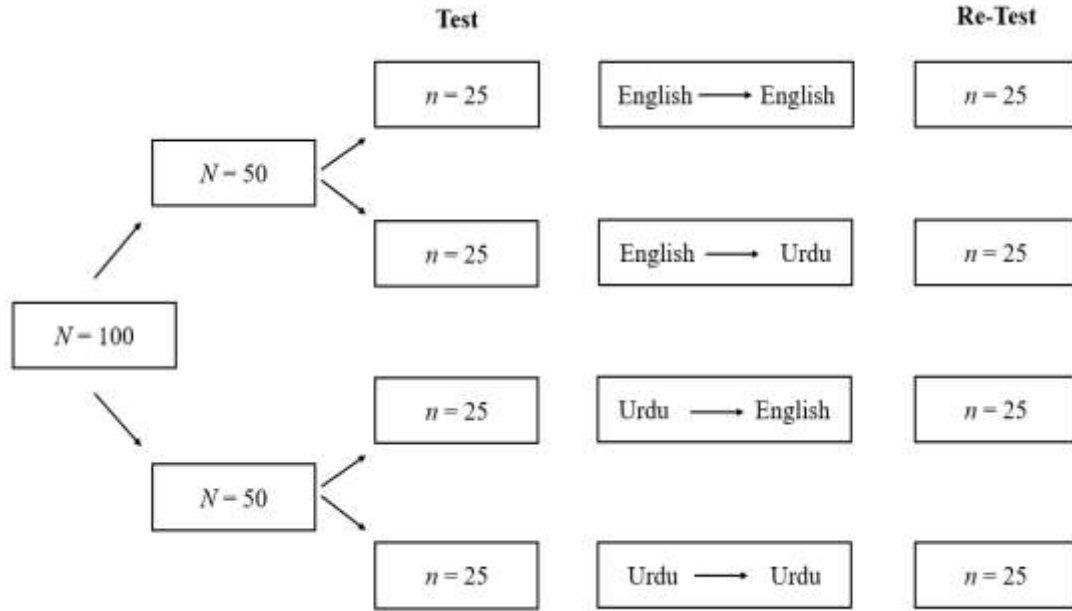 Test
Re-Test
n = 25
English → English
n = 25
N = 50
n = 25
English → Urdu
n = 25
N = 100
n = 25
Urdu → English
n = 25
N = 50
n = 25
Urdu → Urdu
n = 25